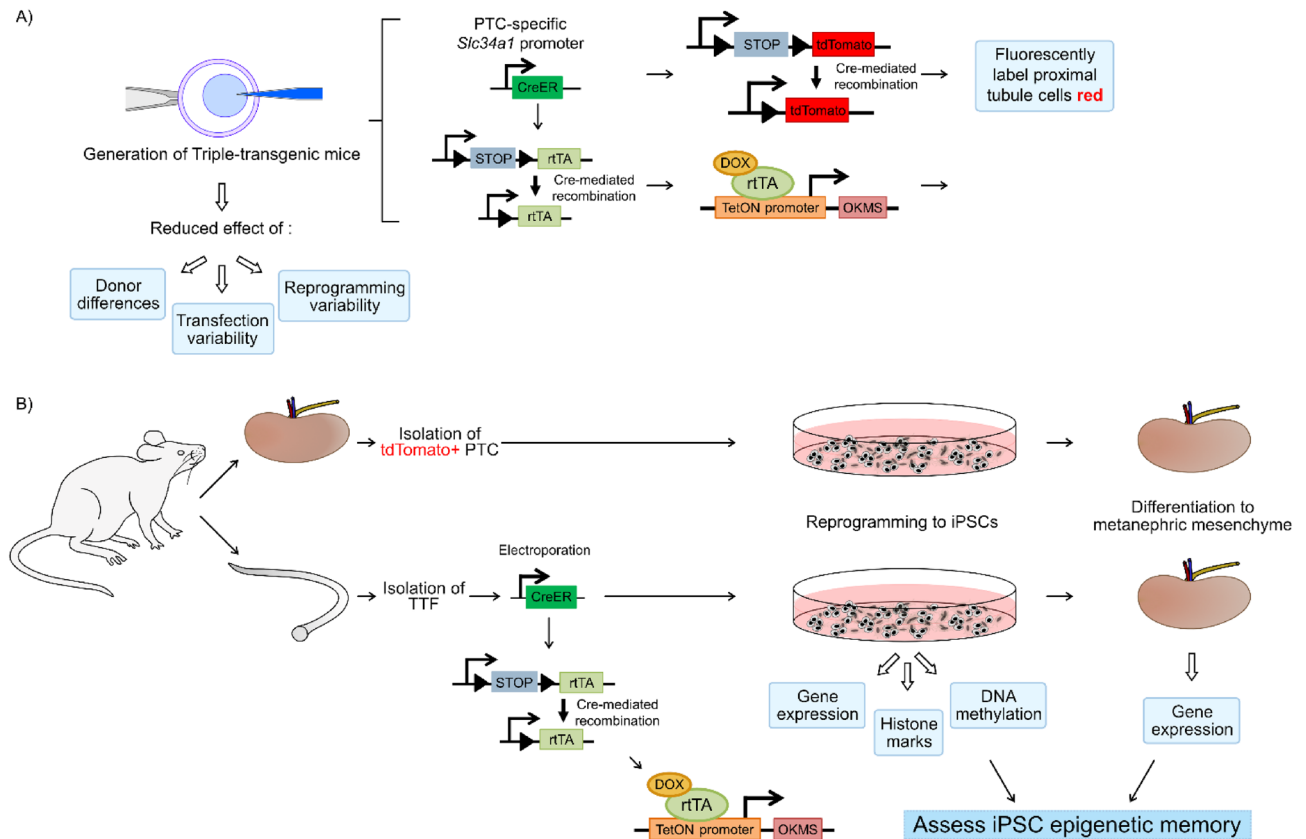 A)
PTC-specific
Slc34a1 promoter
CreER
STOP
tdTomato
Cre-mediated
recombination
tdTomato
Fluorescently
label proximal
tubule cells red
Generation of Triple-transgenic mice
STOP
rtTA
Cre-mediated
recombination
rtTA
DOX
rtTA
TetON promoter
OKMS
Reduced effect of :
Donor
differences
Transfection
variability
Reprogramming
variability
B)
Isolation of
tdTomato+ PTC
Reprogramming to iPSCs
Differentiation to
metanephric mesenchyme
Isolation of
TTF
Electroporation
CreER
STOP
rtTA
Cre-mediated
recombination
rtTA
DOX
rtTA
TetON promoter
OKMS
Gene
expression
Histone
marks
DNA
methylation
Gene
expression
Assess iPSC epigenetic memory